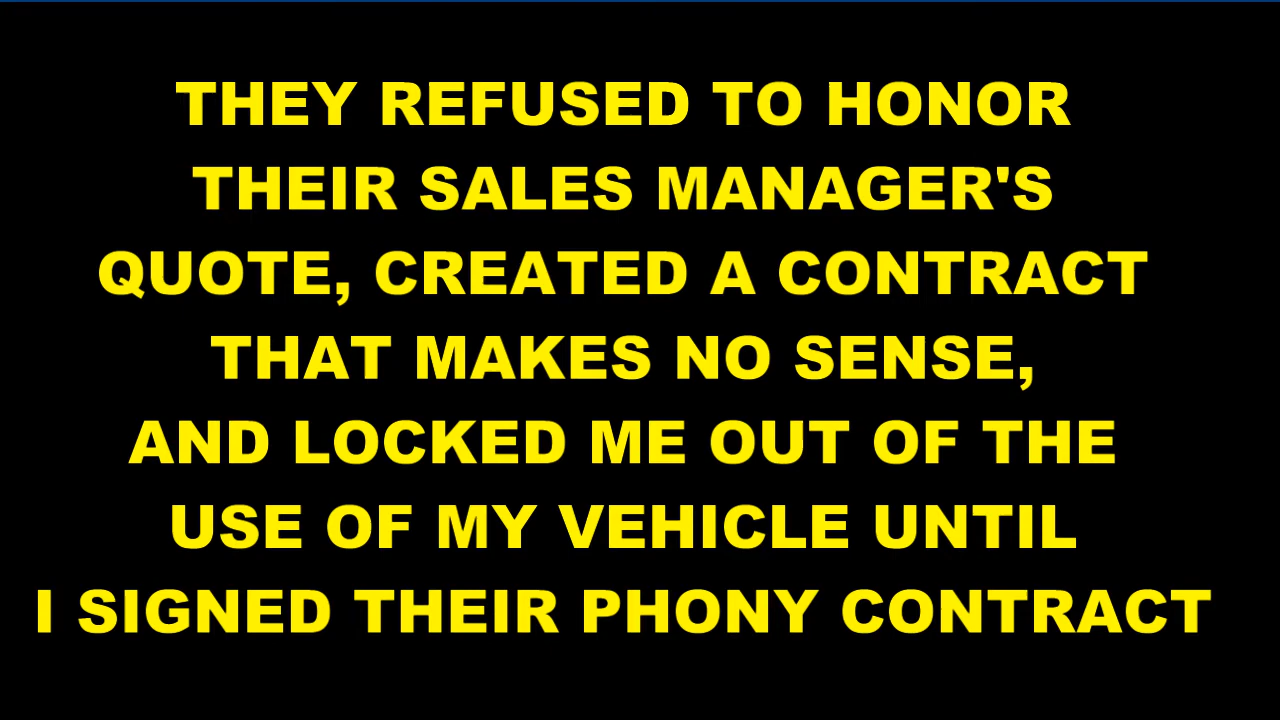 THEY REFUSED TO HONOR
THEIR SALES MANAGER'S
QUOTE, CREATED A CONTRACT
THAT MAKES NO SENSE,
AND LOCKED ME OUT OF THE
USE OF MY VEHICLE UNTIL
I SIGNED THEIR PHONY CONTRACT